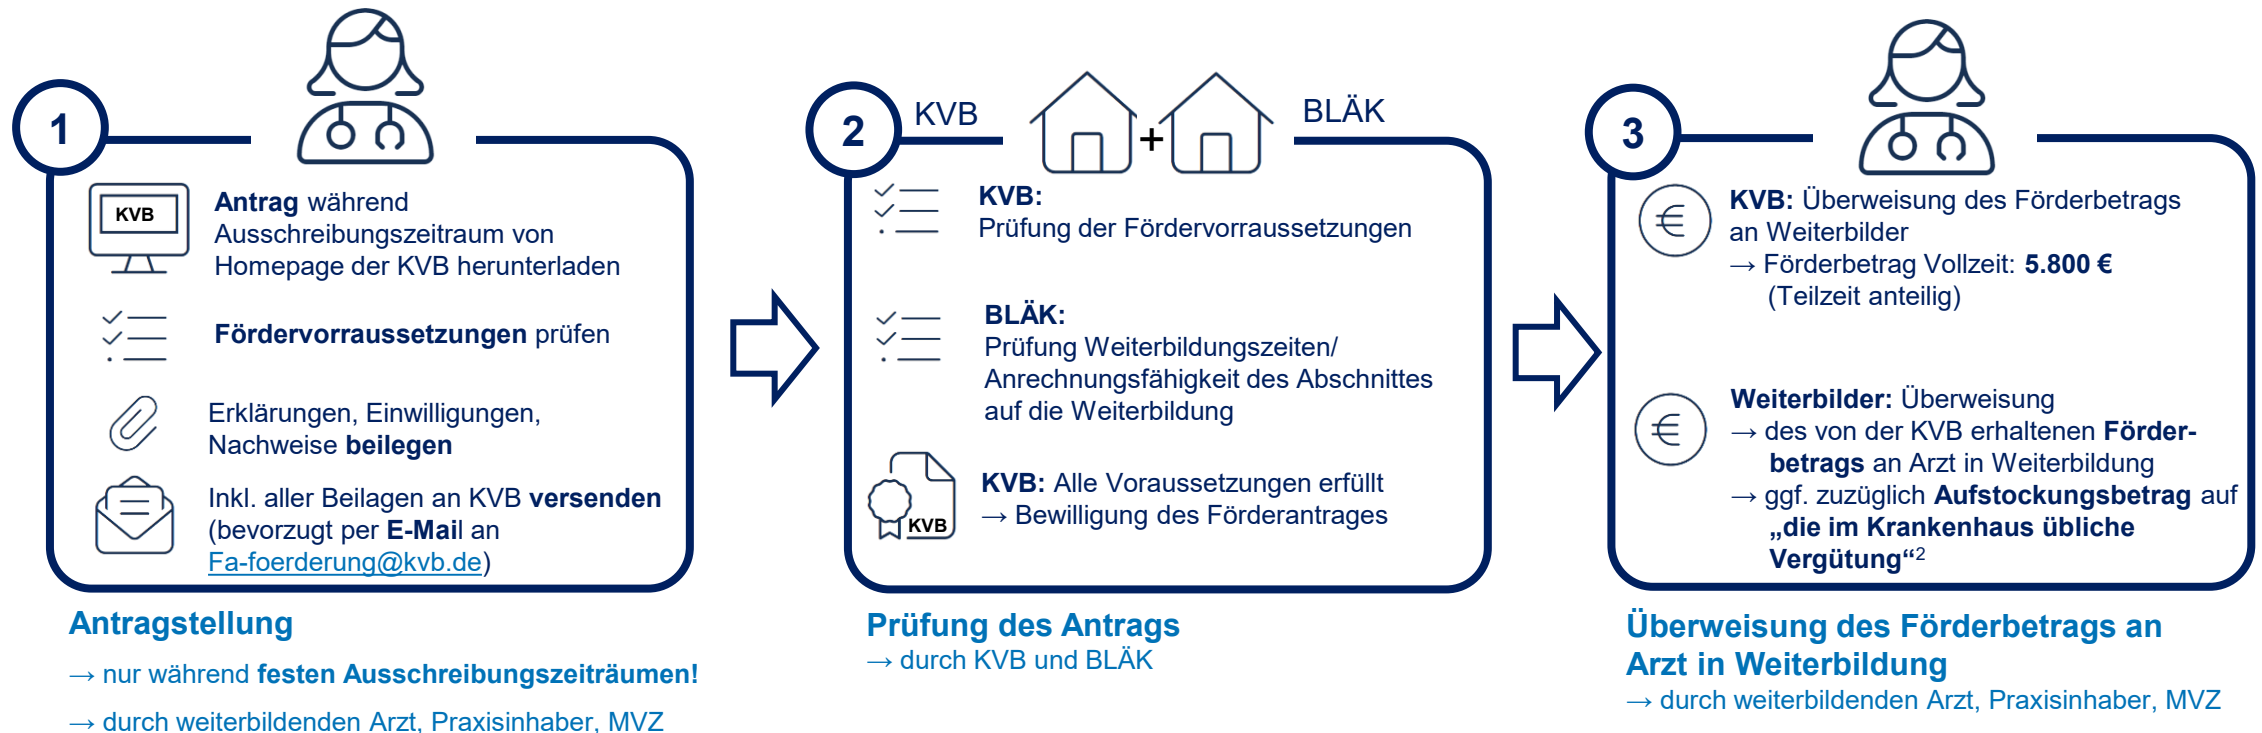 1
KVB
Antrag während
Ausschreibungszeitraum von
Homepage der KVB herunterladen
Fördervorraussetzungen prüfen
Erklärungen, Einwilligungen,
Nachweise beilegen
Inkl. aller Beilagen an KVB versenden
(bevorzugt per E-Mail an
Fa-foerderung@kvb.de)
Antragstellung
→ nur während festen Ausschreibungszeiträumen!
→ durch weiterbildenden Arzt, Praxisinhaber, MVZ
2
KVB
+
BLÄK
KVB:
Prüfung der Fördervorraussetzungen
BLÄK:
Prüfung Weiterbildungszeiten/
Anrechnungsfähigkeit des Abschnittes
auf die Weiterbildung
KVB
KVB: Alle Voraussetzungen erfüllt
→ Bewilligung des Förderantrages
Prüfung des Antrags
→ durch KVB und BLÄK
3
€
KVB: Überweisung des Förderbetrags
an Weiterbilder
→ Förderbetrag Vollzeit: 5.800 €
(Teilzeit anteilig)
€
Weiterbilder: Überweisung
→ des von der KVB erhaltenen Förder-
betrags an Arzt in Weiterbildung
→ ggf. zuzüglich Aufstockungsbetrag auf
„die im Krankenhaus übliche
Vergütung“²
Überweisung des Förderbetrags an
Arzt in Weiterbildung
→ durch weiterbildenden Arzt, Praxisinhaber, MVZ